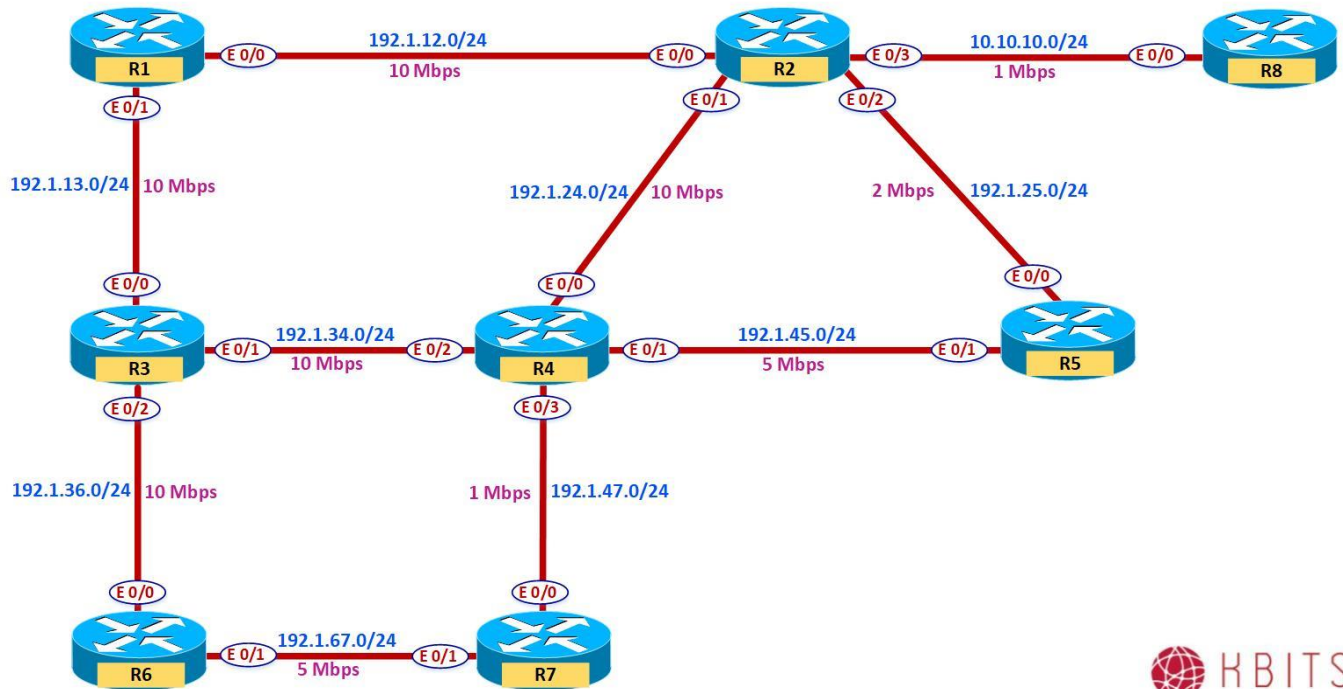 192.1.12.0/24
10.10.10.0/24
E 0/0
E 0/0
E 0/3
E 0/0
10 Mbps
1 Mbps
R1
R2
R8
E 0/1
E 0/1
E 0/2
192.1.13.0/24
10 Mbps
192.1.24.0/24
10 Mbps
2 Mbps
192.1.25.0/24
E 0/0
E 0/0
E 0/0
192.1.34.0/24
192.1.45.0/24
E 0/1
E 0/2
E 0/1
E 0/1
10 Mbps
5 Mbps
R3
R4
R5
E 0/2
E 0/3
192.1.36.0/24
10 Mbps
1 Mbps
192.1.47.0/24
E 0/0
E 0/0
192.1.67.0/24
E 0/1
E 0/1
5 Mbps
R6
R7
KBITS